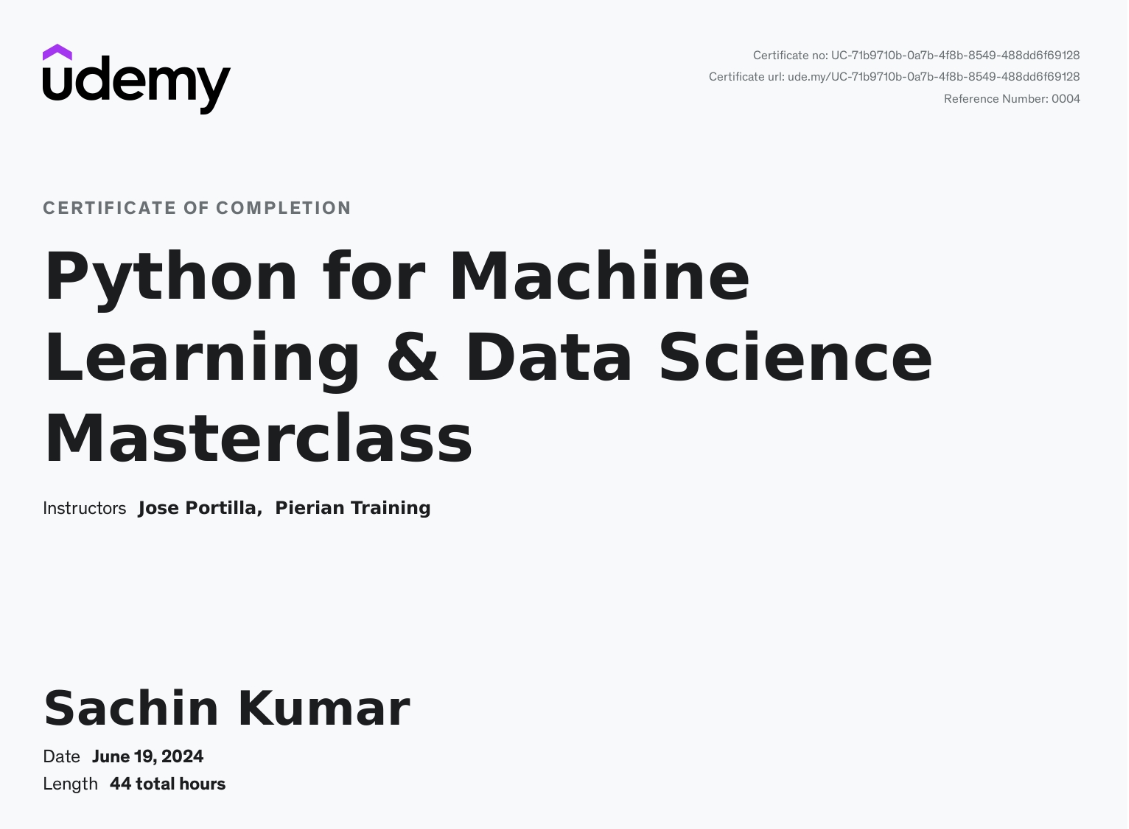 udemy
Certificate no: UC-71b9710b-0a7b-4f8b-8549-488dd6f69128
Certificate url: ude.my/UC-71b9710b-0a7b-4f8b-8549-488dd6f69128
Reference Number: 0004
CERTIFICATE OF COMPLETION
Python for Machine
Learning & Data Science
Masterclass
Instructors Jose Portilla, Pierian Training
Sachin Kumar
Date June 19, 2024
Length 44 total hours